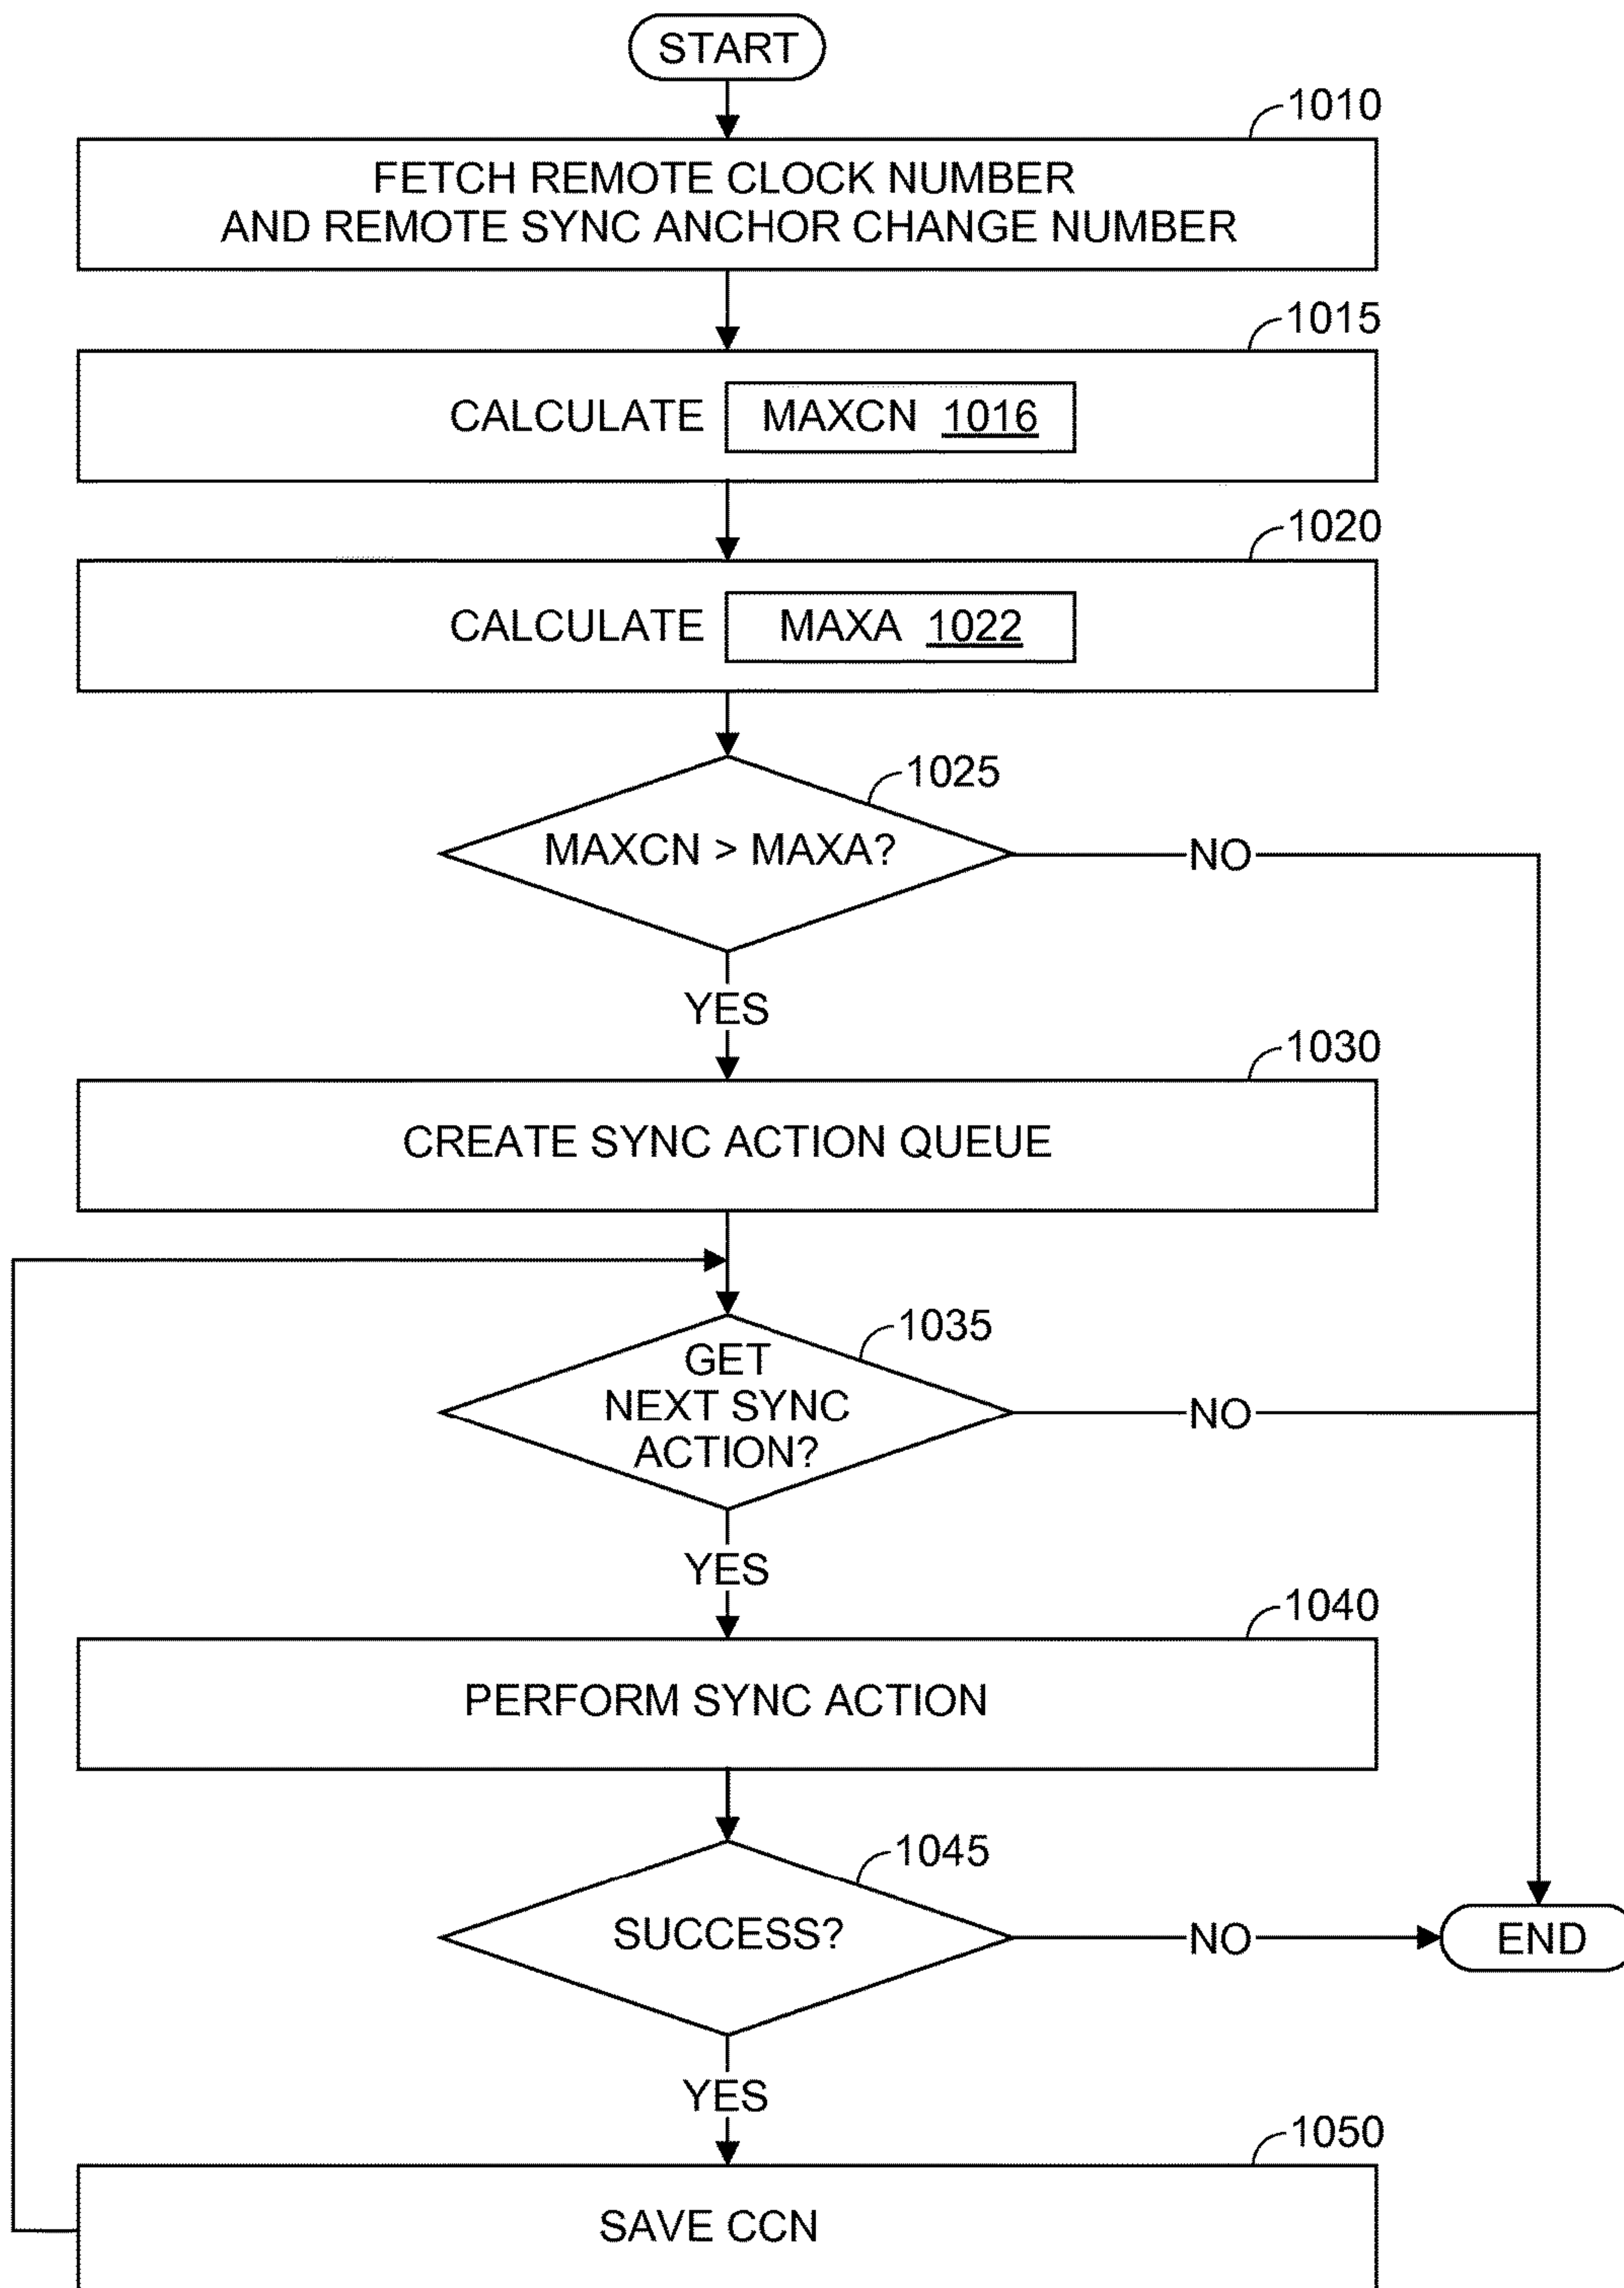 START
1010
FETCH REMOTE CLOCK NUMBER
AND REMOTE SYNC ANCHOR CHANGE NUMBER
1015
CALCULATE MAXCN 1016
1020
CALCULATE MAXA 1022
1025
MAXCN > MAXA?
NO
YES
1030
CREATE SYNC ACTION QUEUE
1035
GET
NEXT SYNC
ACTION?
NO
YES
1040
PERFORM SYNC ACTION
1045
SUCCESS?
NO
END
YES
1050
SAVE CCN